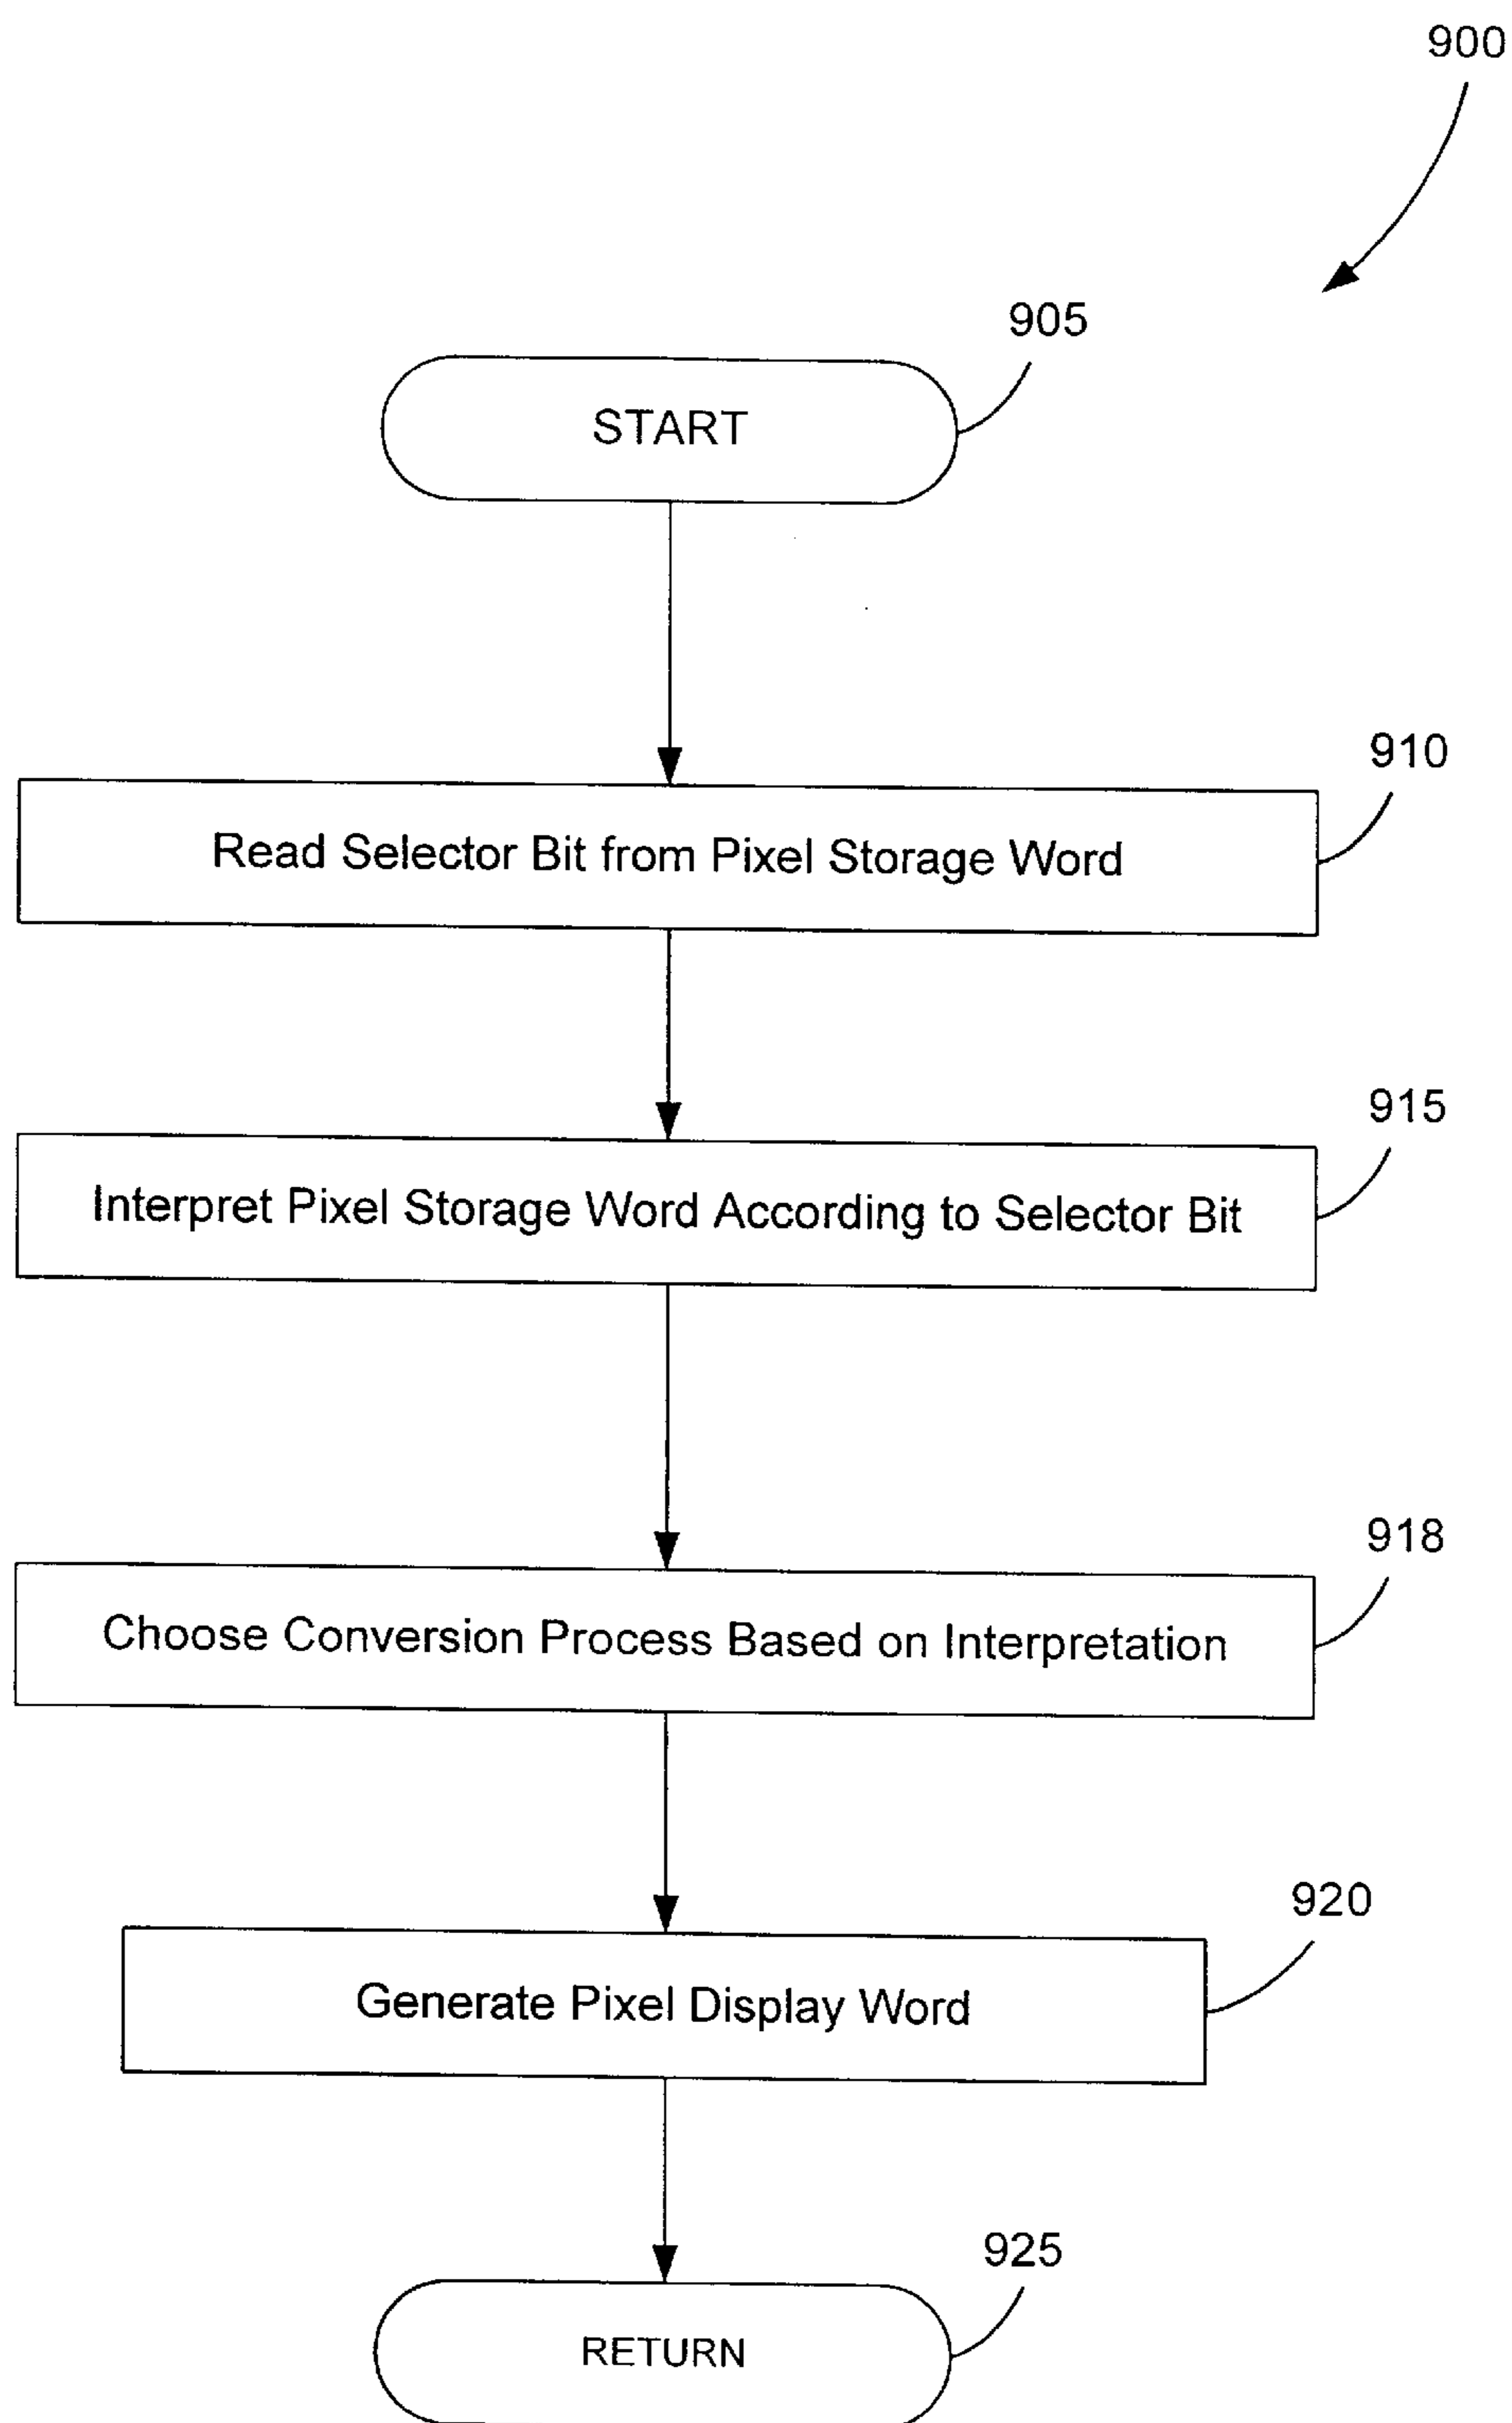 900
905
START
910
Read Selector Bit from Pixel Storage Word
915
Interpret Pixel Storage Word According to Selector Bit
918
Choose Conversion Process Based on Interpretation
920
Generate Pixel Display Word
925
RETURN